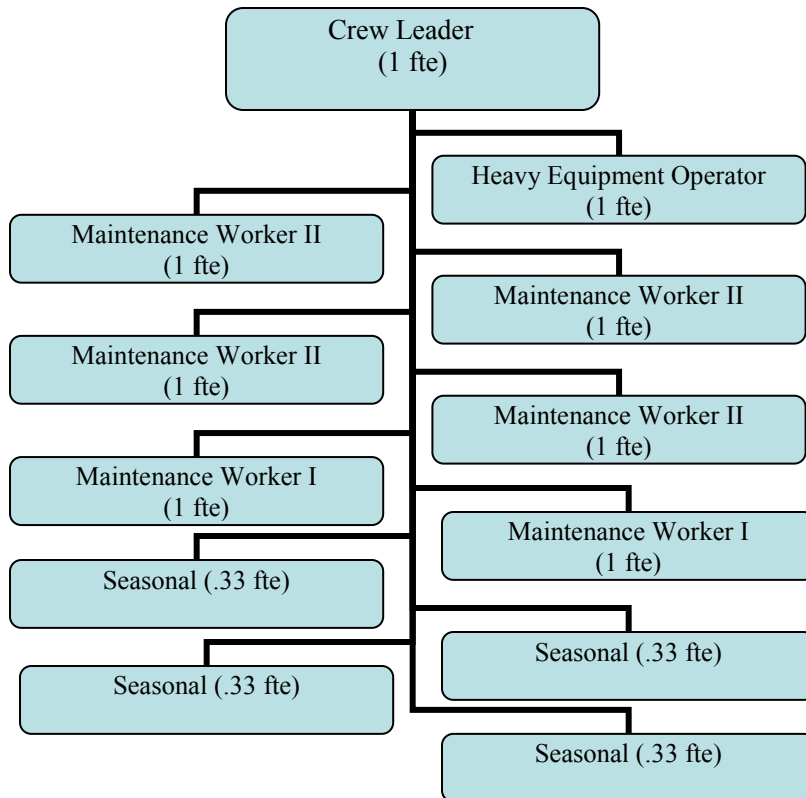 Crew Leader
(1 fte)
Heavy Equipment Operator
(1 fte)
Maintenance Worker II
(1 fte)
Maintenance Worker II
(1 fte)
Maintenance Worker II
(1 fte)
Maintenance Worker II
(1 fte)
Maintenance Worker I
(1 fte)
Maintenance Worker I
(1 fte)
Seasonal (.33 fte)
Seasonal (.33 fte)
Seasonal (.33 fte)
Seasonal (.33 fte)